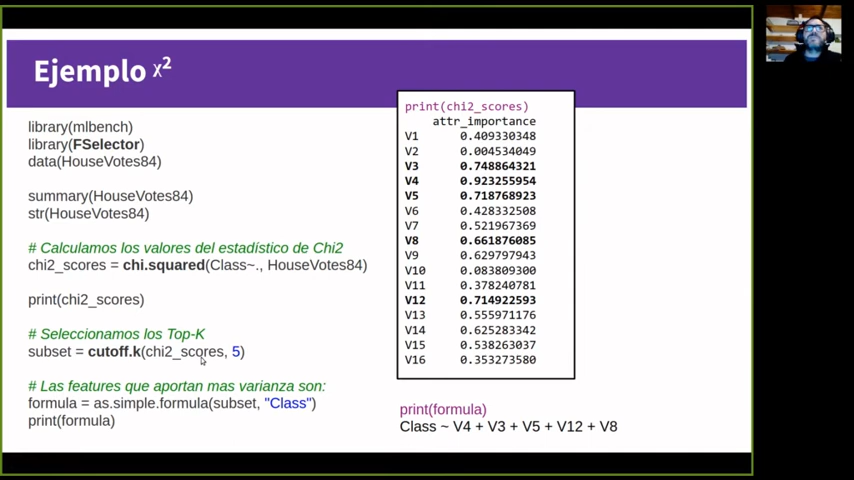 Ejemplo χ²
library(mlbench)
library(FSelector)
data(HouseVotes84)
summary(HouseVotes84)
str(HouseVotes84)
# Calculamos los valores del estadístico de Chi2
chi2_scores = chi.squared(Class~., HouseVotes84)
print(chi2_scores)
# Seleccionamos los Top-K
subset = cutoff.k(chi2_scores, 5)
# Las features que aportan mas varianza son:
formula = as.simple.formula(subset, "Class")
print(formula)
print(chi2_scores)
attr_importance
V1 0.409330348
V2 0.004534049
V3 0.748864321
V4 0.923255954
V5 0.718768923
V6 0.428332508
V7 0.521967369
V8 0.661876085
V9 0.629797943
V10 0.083809300
V11 0.378240781
V12 0.714922593
V13 0.555971176
V14 0.625283342
V15 0.538263037
V16 0.353273580
print(formula)
Class ~ V4 + V3 + V5 + V12 + V8